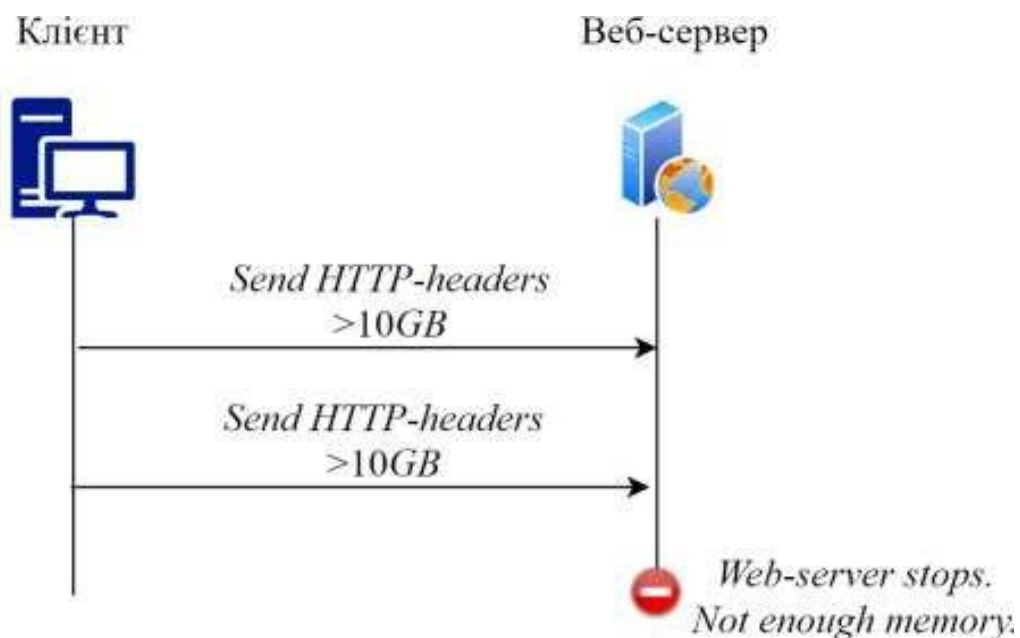 Клієнт
Веб-сервер
Send HTTP-headers
>10GB
Send HTTP-headers
>10GB
Web-server stops.
Not enough memory.